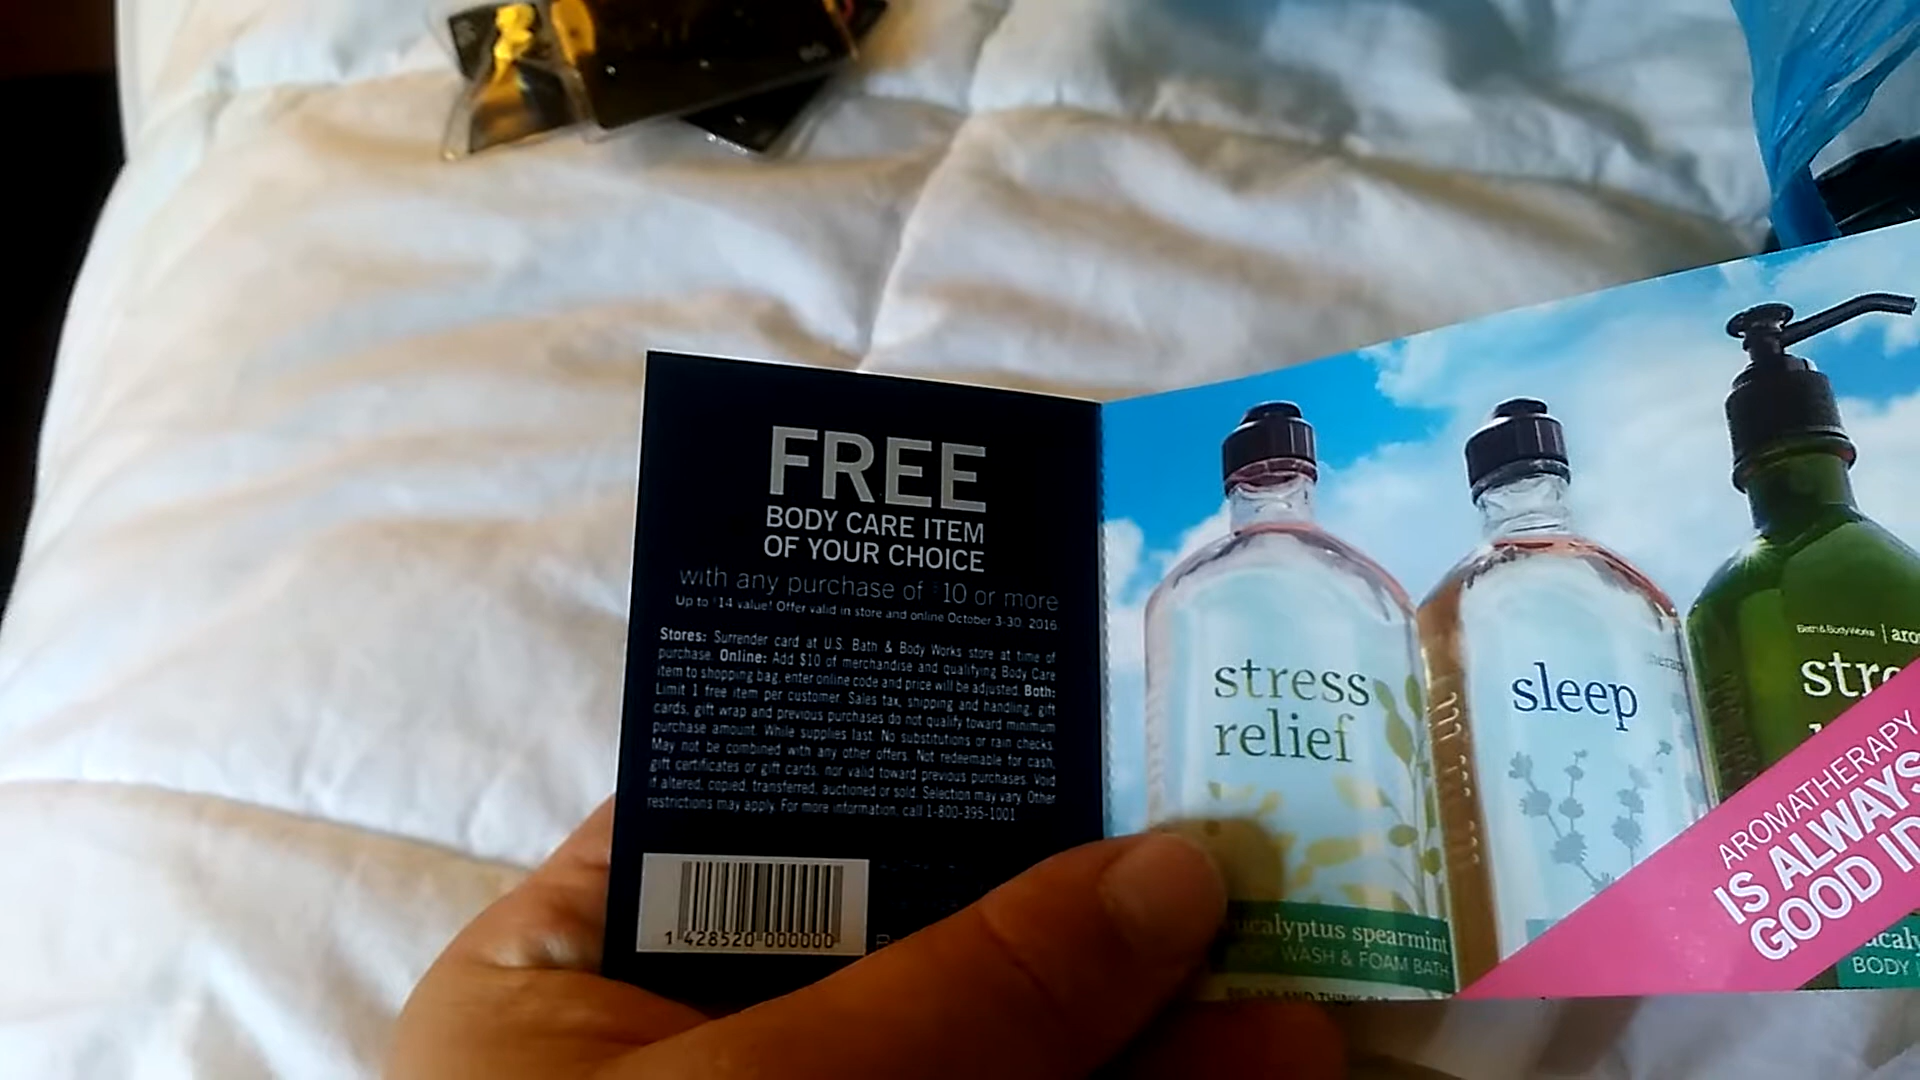 FREE
BODY CARE ITEM
OF YOUR CHOICE
with any purchase of $10 or more
Up to $14 value! Offer valid in store and online October 3-30, 2016.
Stores: Surrender card at U.S. Bath & Body Works store at time of
purchase. Online: Add $10 of merchandise and qualifying Body Care
item to shopping bag, enter online code and price will be adjusted. Both:
Limit 1 free item per customer. Sales tax, shipping and handling, gift
cards, gift wrap and previous purchases do not qualify toward minimum
purchase amount. While supplies last. No substitutions or rain checks.
May not be combined with any other offers. Not redeemable for cash,
gift certificates or gift cards, nor valid toward previous purchases. Void
if altered, copied, transferred, auctioned or sold. Selection may vary. Other
restrictions may apply. For more information, call 1-800-395-1001
1 428520 000000
stress
relief
eucalyptus spearmint
WASH & FOAM BATH
sleep
Bath & Body Works
stre
AROMATHERAPY
IS ALWAYS
GOOD
BODY